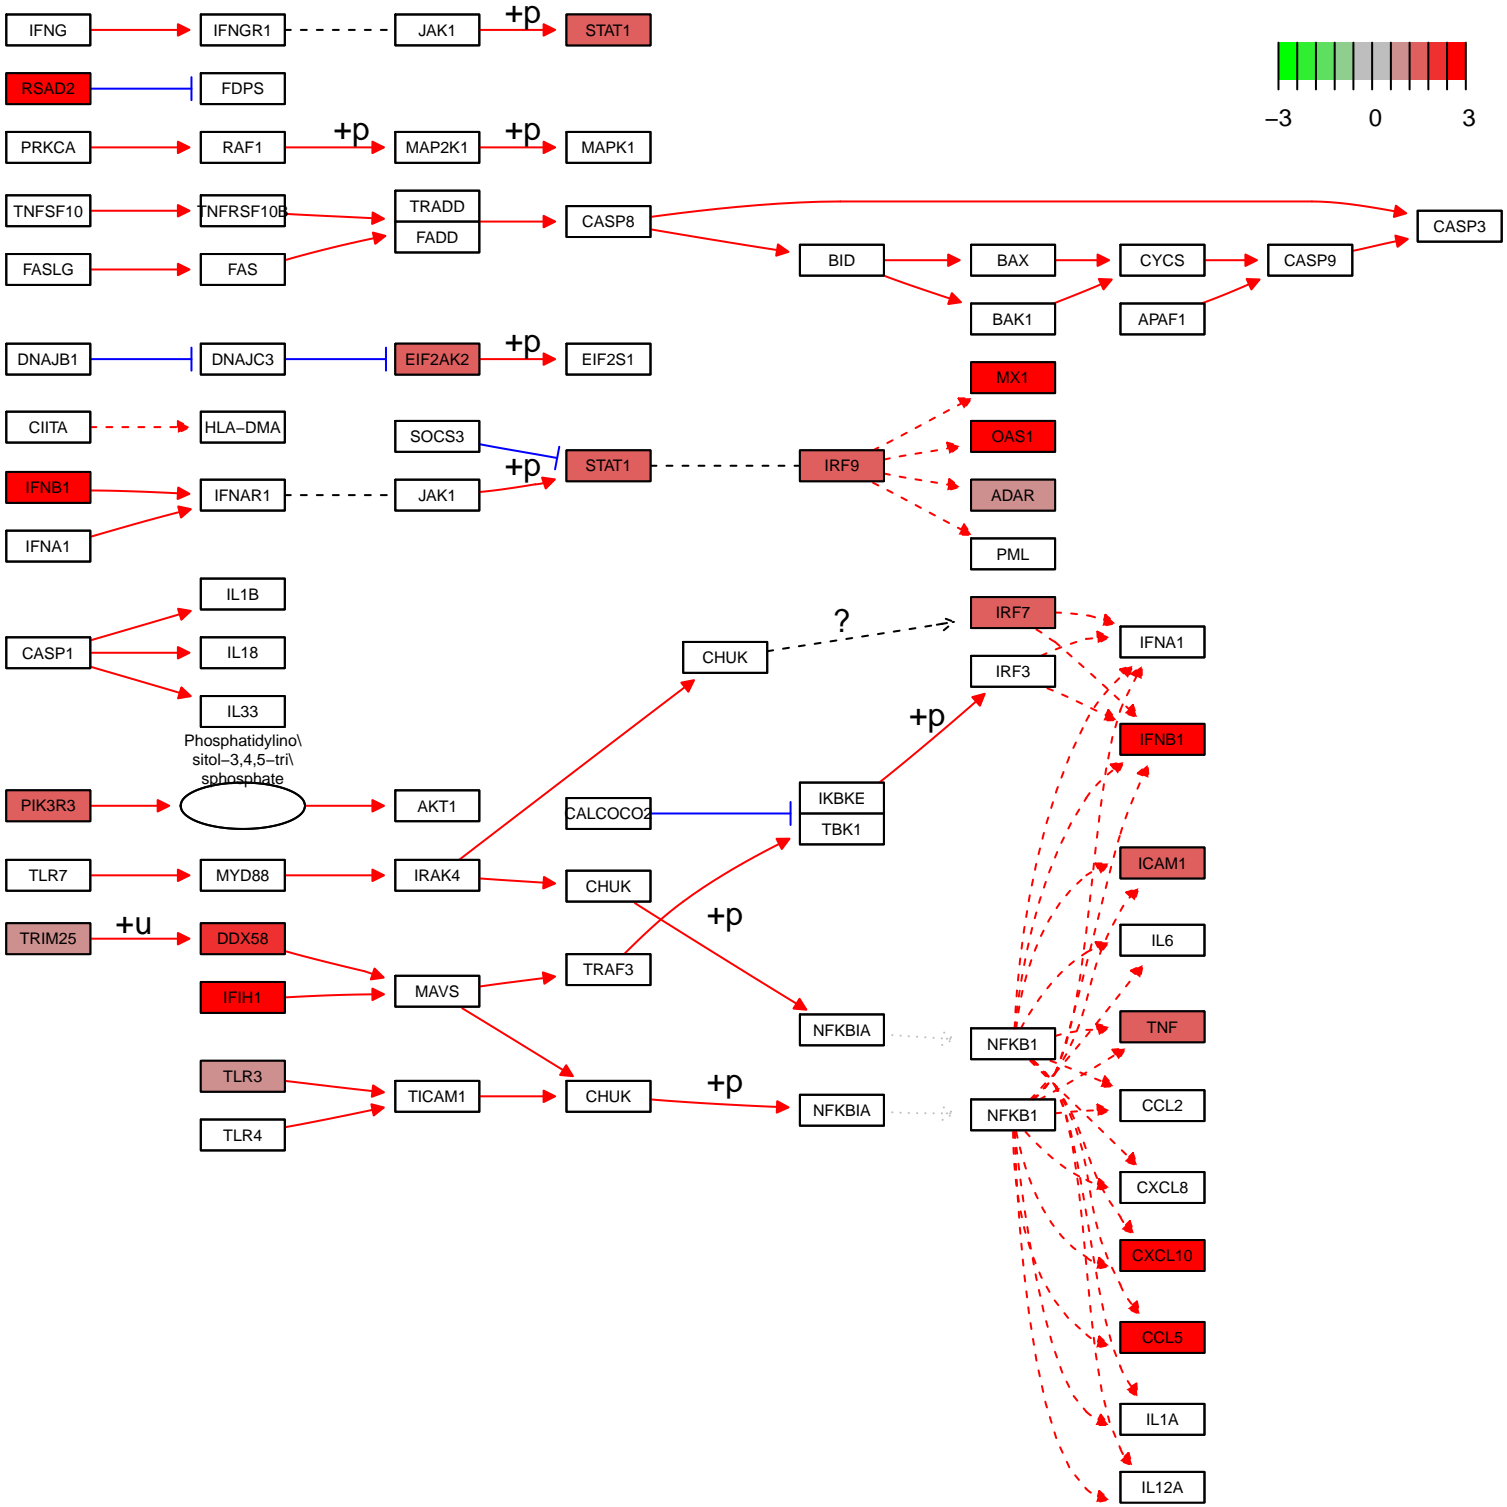 IFNG IFNGR1 JAK1 +p STAT1
−3 0 3
RSAD2 FDPS
PRKCA RAF1 +p MAP2K1 +p MAPK1
TNFSF10 TNFRSF10B TRADD
FADD CASP8 CASP3
FASLG FAS BID BAX CYCS CASP9
BAK1 APAF1
DNAJB1 DNAJC3 EIF2AK2 +p EIF2S1
MX1
CIITA HLA−DMA SOCS3 OAS1
STAT1 IRF9
IFNB1 IFNAR1 JAK1 +p ADAR
IFNA1 PML
IL1B
IRF7
? IFNA1
CASP1 IL18 CHUK IRF3
IL33
+p
Phosphatidylino\
sitol−3,4,5−tri\
sphosphate
IFNB1
PIK3R3 AKT1 CALCOCO2 IKBKE
TBK1
ICAM1
TLR7 MYD88 IRAK4 CHUK
+p
TRIM25 +u DDX58 IL6
TRAF3
IFIH1 MAVS
NFKBIA NFKB1 TNF
TLR3 TICAM1 CHUK +p NFKBIA NFKB1 CCL2
TLR4
CXCL8
CXCL10
CCL5
IL1A
IL12A